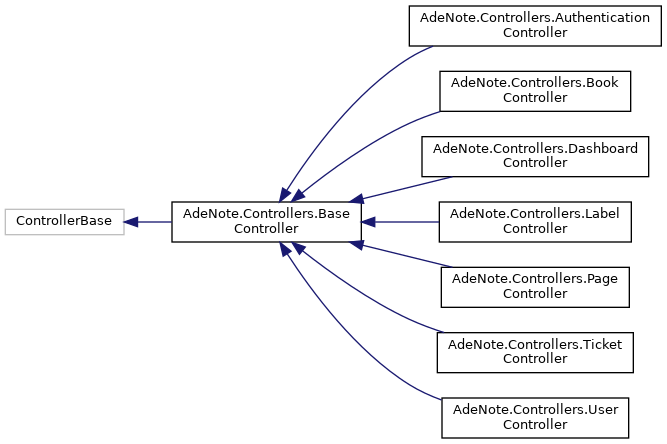 AdeNote.Controllers.Authentication
Controller
AdeNote.Controllers.Book
Controller
AdeNote.Controllers.Dashboard
Controller
ControllerBase
AdeNote.Controllers.Base
Controller
AdeNote.Controllers.Label
Controller
AdeNote.Controllers.Page
Controller
AdeNote.Controllers.Ticket
Controller
AdeNote.Controllers.User
Controller